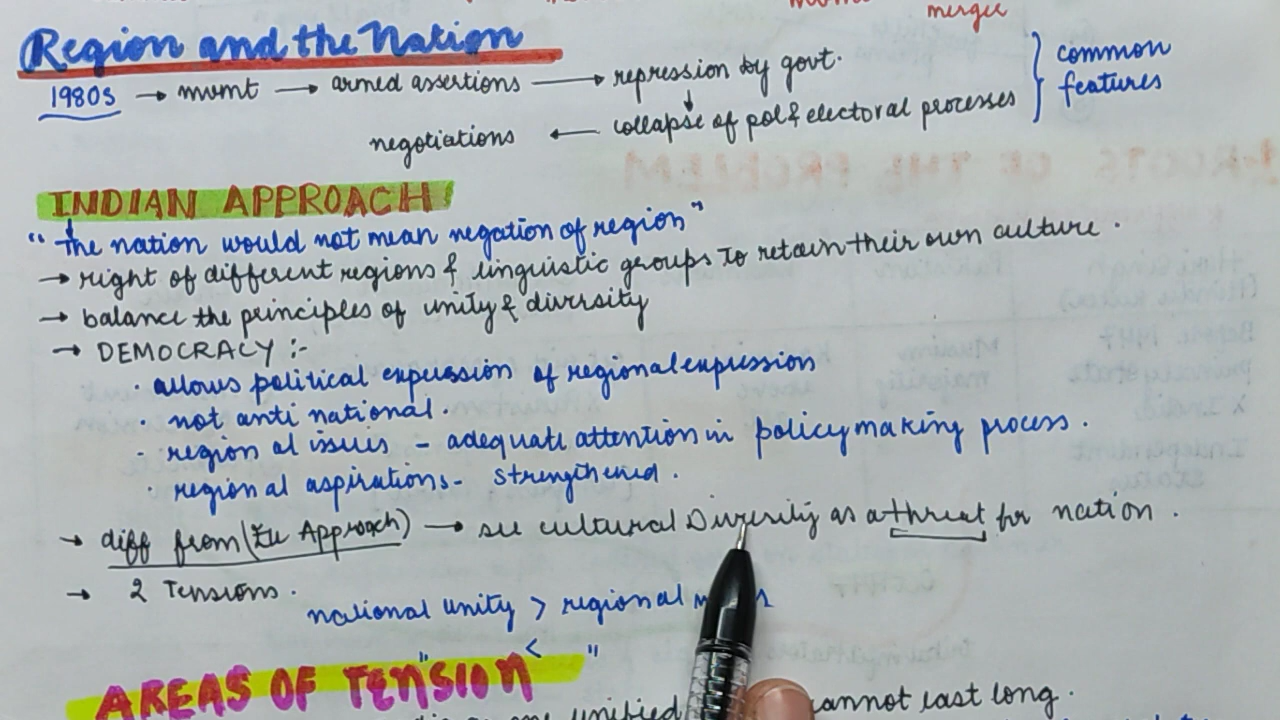 merger
Region and the Nation
1980s → mvmt → armed assertions → repression by govt.
common
features
negotiations ← collapse of pol & electoral processes
INDIAN APPROACH
"the nation would not mean negation of region"
→ right of different regions & linguistic groups to retain their own culture.
→ balance the principles of unity & diversity
→ DEMOCRACY :-
· allows political expression of regional expression
· not anti national.
· regional issues - adequate attention in policymaking process.
· regional aspirations - strengthened.
→ diff from (EU Approach) → see cultural Diversity as a threat for nation.
→ 2 Tensions.
national unity > regional
" < "
AREAS OF TENSION
unified cannot last long.